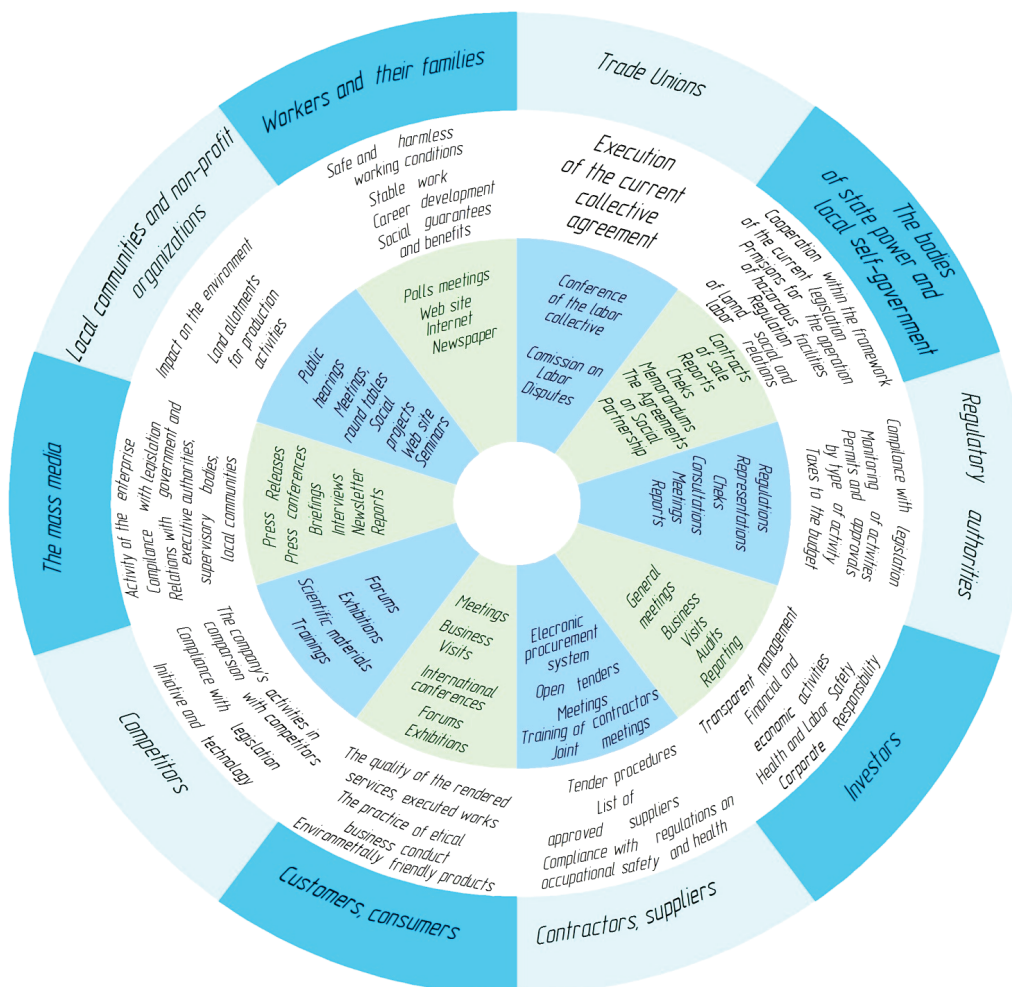 Workers and their families
Safe and harmless
working conditions
Stable work
Career development
Social guarantees
and benefits
Polls meetings
Web site
Internet
Newspaper
Trade Unions
Execution
of the current
collective
agreement
Conference
of the labor
collective
Comission on
Labor
Disputes
The bodies
of state power and
local self-government
Cooperation within the framework
of the current legislation
Prmisions for the operation
of hazardous facilities
Regulation
of lannd social and
labor relations
Contracts
of sale
Reports
Cheks
Memorandums
The Agreements
on Social
Partnership
Regulatory authorities
Compliance with legislation
Monitoring of activities
Permits and approvals
by type of activity
Taxes to the budget
Regulations
Representations
Cheks
Consultations
Meetings
Reports
Investors
Transparent management
Financial and
economic activities
Health and Labor Safety
Corporate Responsibility
General
meetings
Business
Visits
Audits
Reporting
Contractors, suppliers
Tender procedures
List of
approved suppliers
Compliance with regulations on
occupational safety and health
Elecronic
procurement
system
Open tenders
Meetings
Training of contractors
Joint meetings
Customers, consumers
The quality of the rendered
services, executed works
The practice of etical
business conduct
Environmettally friendly products
Meetings
Business
Visits
International
conferences
Forums
Exhibitions
Competitors
The company's activities in
comparsion with competitors
Compliance with legislation
Initiative and technology
Forums
Exhibitions
Scientific materials
Trainings
The mass media
Activity of the enterprise
Compliance with legislation
Relations with government and
executive authorities,
supervisory bodies,
local communities
Press Releases
Press conferences
Briefings
Interviews
Newsletter
Reports
Local communities and non-profit
organizations
Impact on the environment
Land allotments
for production
activities
Public
hearings
Meetings,
round tables
Social
projects
Web site
Seminars